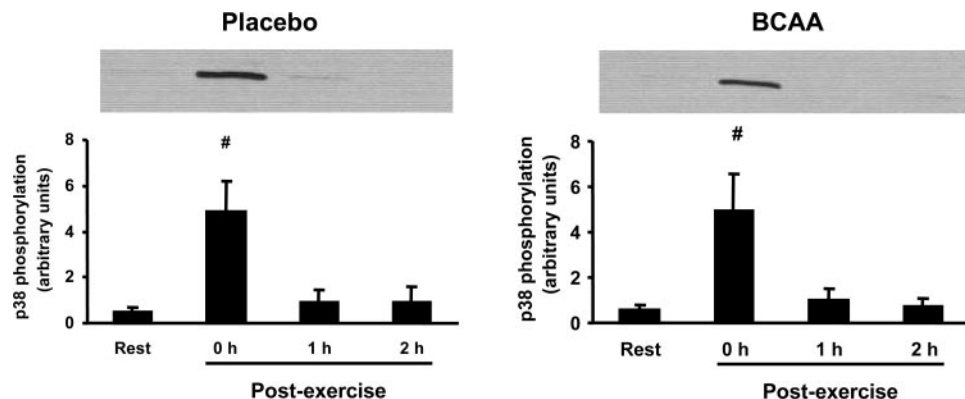 Placebo
#
8
6
4
2
0
p38 phosphorylation
(arbitrary units)
Rest 0 h 1 h 2 h
Post-exercise
BCAA
#
8
6
4
2
0
p38 phosphorylation
(arbitrary units)
Rest 0 h 1 h 2 h
Post-exercise